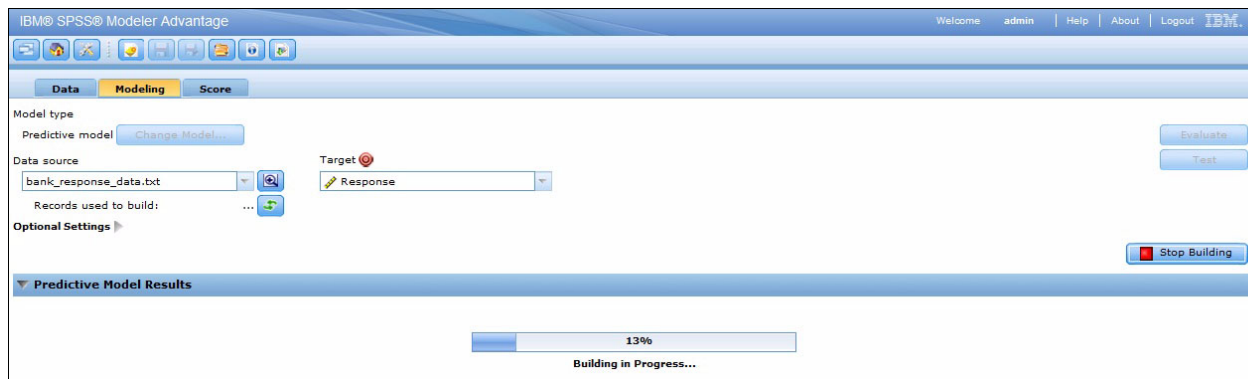 IBM® SPSS® Modeler Advantage
Welcome admin | Help | About | Logout IBM.
Data Modeling Score
Model type
Predictive model Change Model... Evaluate
Data source Target Test
bank_response_data.txt Response
Records used to build: ...
Optional Settings
Stop Building
Predictive Model Results
13%
Building in Progress...